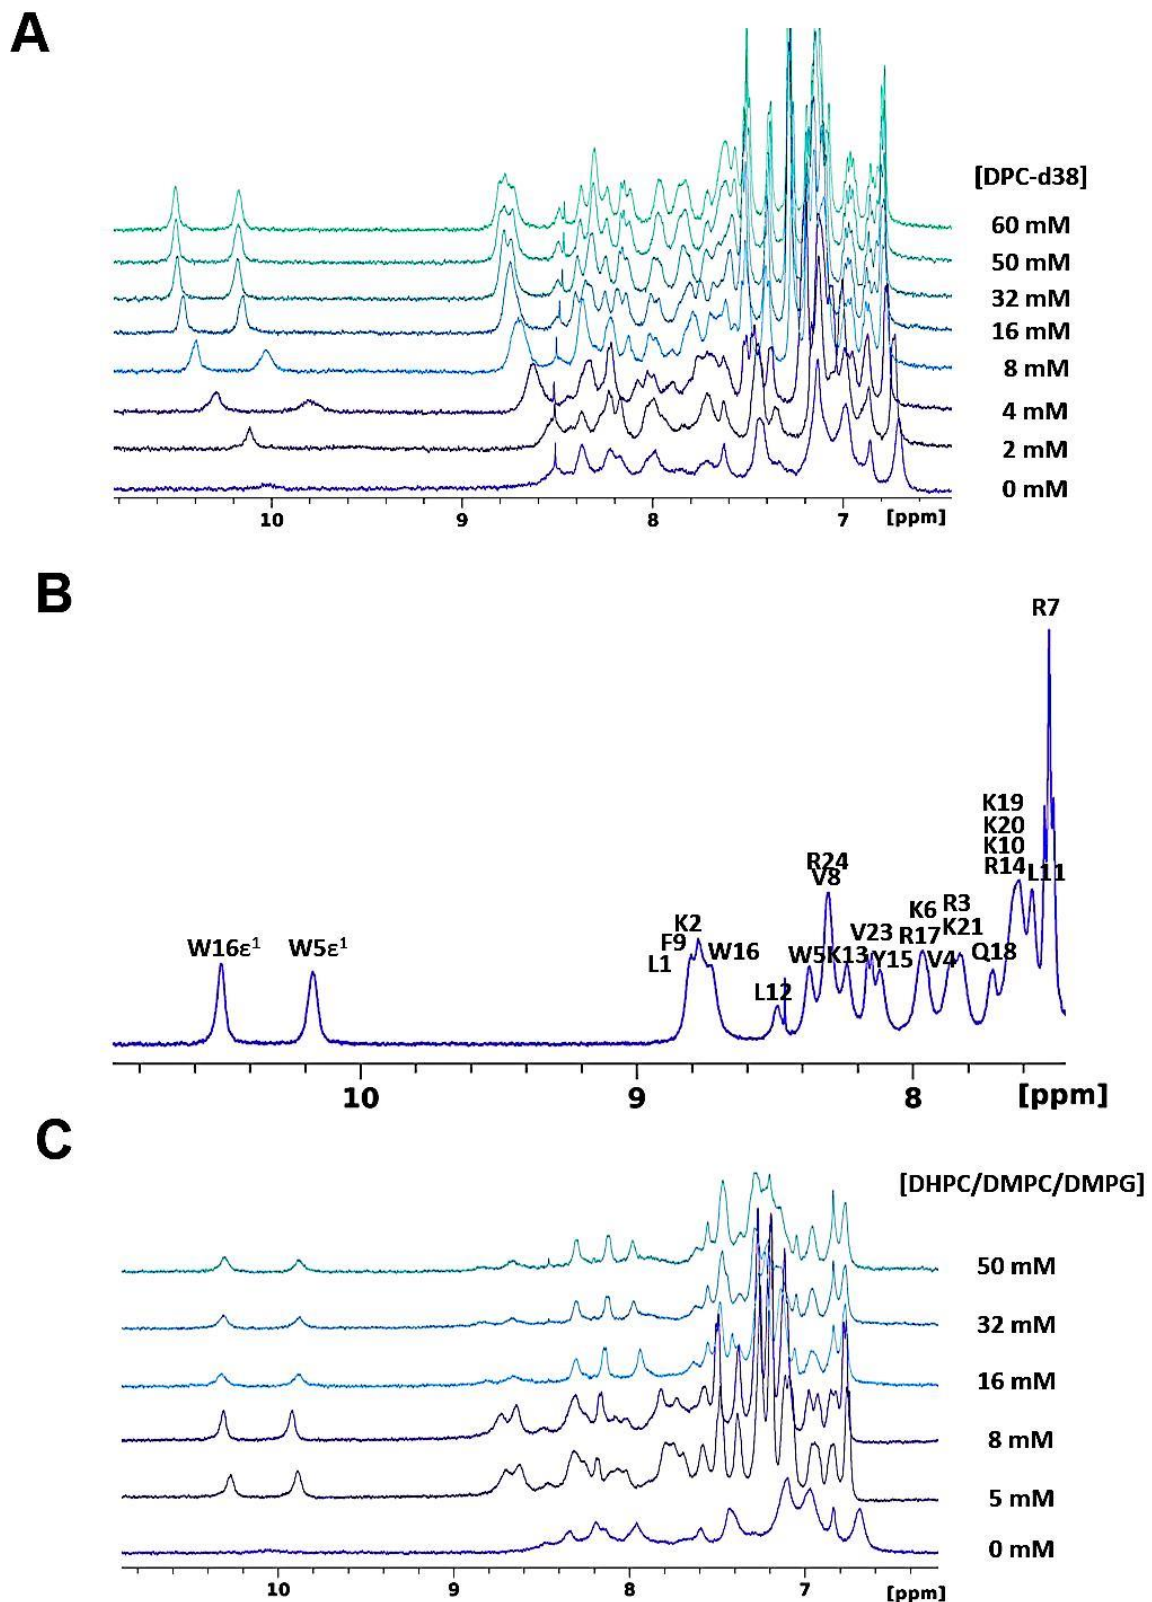 A
[DPC-d38]
60 mM
50 mM
32 mM
16 mM
8 mM
4 mM
2 mM
0 mM
10 9 8 7 [ppm]
B
R7
K19
K20
K10
R14 L11
R24
V8
W16ε¹ W5ε¹
K2
F9
L1 W16
L12
W5 K13
V23
Y15
K6
R17
R3
K21
V4
Q18
10 9 8 [ppm]
C
[DHPC/DMPC/DMPG]
50 mM
32 mM
16 mM
8 mM
5 mM
0 mM
10 9 8 7 [ppm]